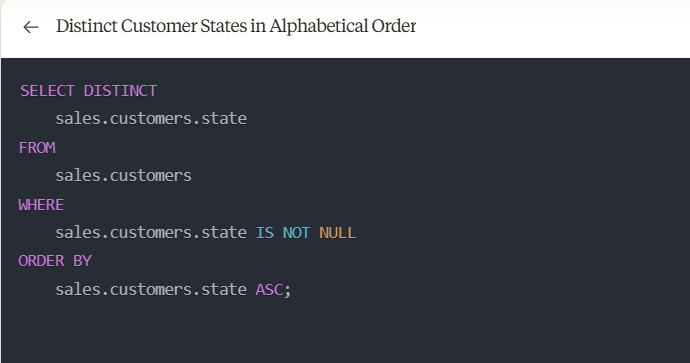 Distinct Customer States in Alphabetical Order
SELECT DISTINCT
    sales.customers.state
FROM
    sales.customers
WHERE
    sales.customers.state IS NOT NULL
ORDER BY
    sales.customers.state ASC;